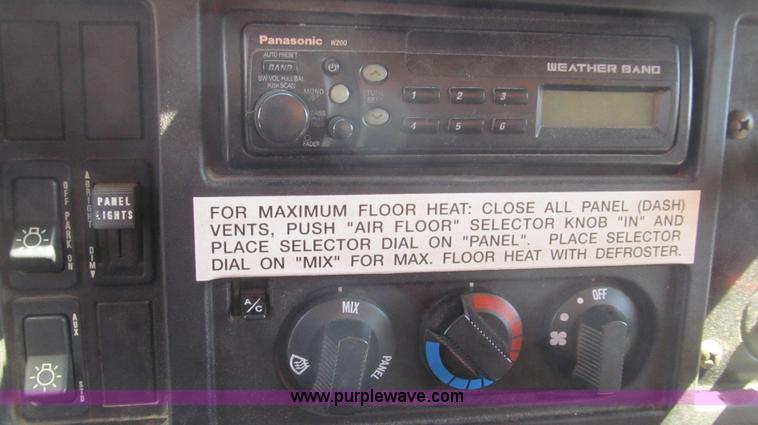 Panasonic W200
AUTO PRESET
BAND
SW·VOL PULL BAL
PUSH SCAN
MONO
TUNE
FADER
WEATHER BAND
1 2 3
4 5 6
OFF PARK ON
BRIGHT DIM
PANEL
LIGHTS
FOR MAXIMUM FLOOR HEAT: CLOSE ALL PANEL (DASH)
VENTS, PUSH "AIR FLOOR" SELECTOR KNOB "IN" AND
PLACE SELECTOR DIAL ON "PANEL". PLACE SELECTOR
DIAL ON "MIX" FOR MAX. FLOOR HEAT WITH DEFROSTER.
A/C
MIX
PANEL
OFF
AUX
STD
www.purplewave.com